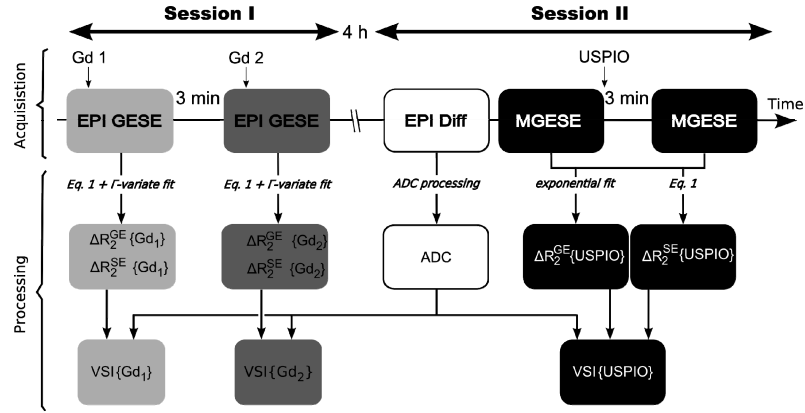 Session I
4 h
Session II
Gd 1
Gd 2
USPIO
Acquisistion
EPI GESE
3 min
EPI GESE
EPI Diff
MGESE
3 min
MGESE
Time
Eq. 1 + Γ-variate fit
Eq. 1 + Γ-variate fit
ADC processing
exponential fit
Eq. 1
Processing
ΔR₂ᴳᴱ {Gd₁}
ΔR₂ˢᴱ {Gd₁}
ΔR₂ᴳᴱ {Gd₂}
ΔR₂ˢᴱ {Gd₂}
ADC
ΔR₂ᴳᴱ{USPIO}
ΔR₂ˢᴱ{USPIO}
VSI{Gd₁}
VSI{Gd₂}
VSI{USPIO}